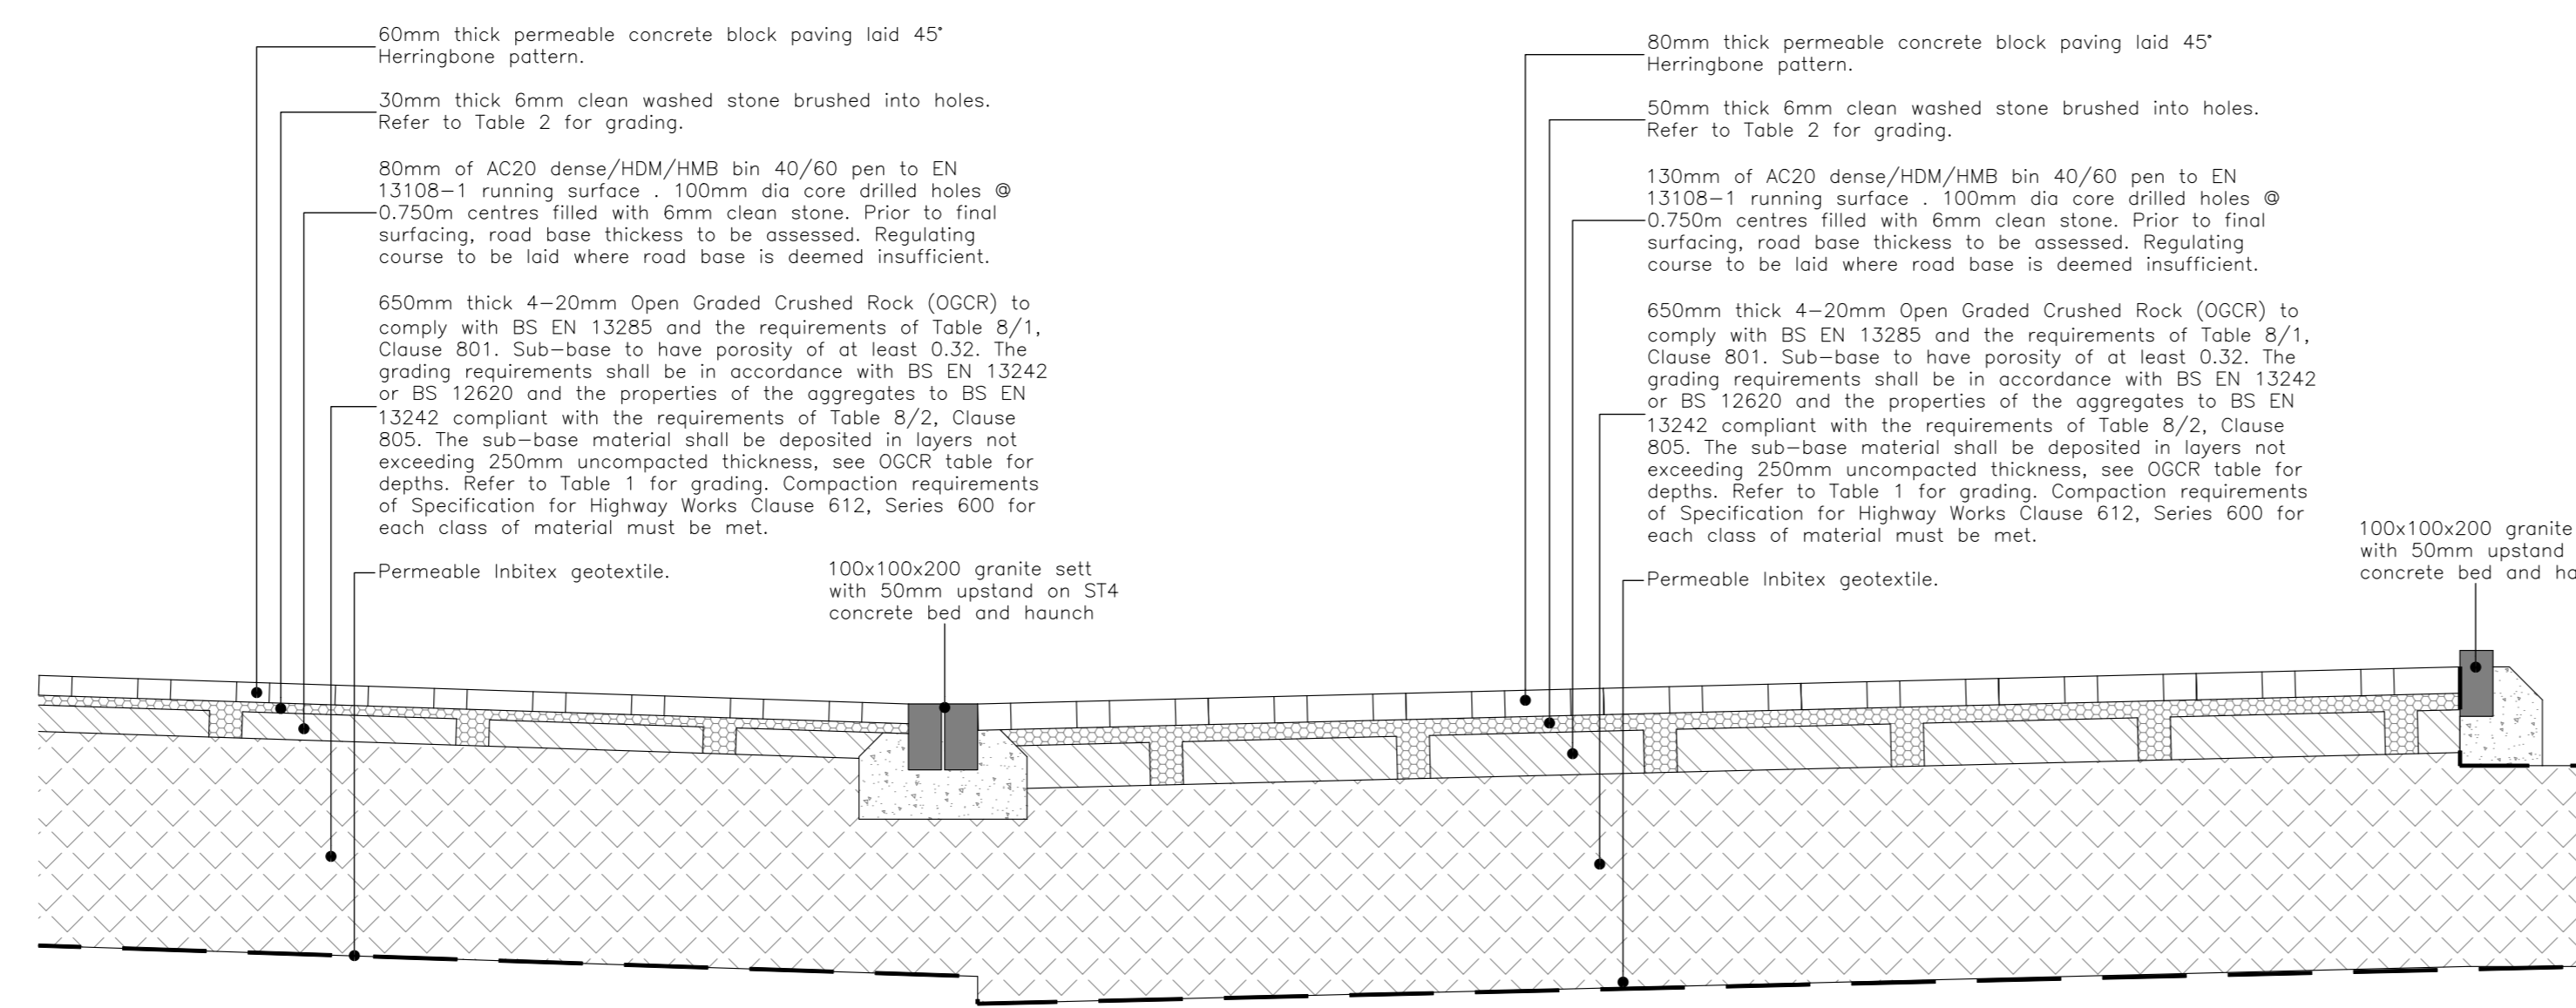 60mm thick permeable concrete block paving laid 45°
Herringbone pattern.
30mm thick 6mm clean washed stone brushed into holes.
Refer to Table 2 for grading.
80mm of AC20 dense/HDM/HMB bin 40/60 pen to EN
13108-1 running surface . 100mm dia core drilled holes @
0.750m centres filled with 6mm clean stone. Prior to final
surfacing, road base thickess to be assessed. Regulating
course to be laid where road base is deemed insufficient.
650mm thick 4-20mm Open Graded Crushed Rock (OGCR) to
comply with BS EN 13285 and the requirements of Table 8/1,
Clause 801. Sub-base to have porosity of at least 0.32. The
grading requirements shall be in accordance with BS EN 13242
or BS 12620 and the properties of the aggregates to BS EN
13242 compliant with the requirements of Table 8/2, Clause
805. The sub-base material shall be deposited in layers not
exceeding 250mm uncompacted thickness, see OGCR table for
depths. Refer to Table 1 for grading. Compaction requirements
of Specification for Highway Works Clause 612, Series 600 for
each class of material must be met.
Permeable Inbitex geotextile.
100x100x200 granite sett
with 50mm upstand on ST4
concrete bed and haunch
80mm thick permeable concrete block paving laid 45°
Herringbone pattern.
50mm thick 6mm clean washed stone brushed into holes.
Refer to Table 2 for grading.
130mm of AC20 dense/HDM/HMB bin 40/60 pen to EN
13108-1 running surface . 100mm dia core drilled holes @
0.750m centres filled with 6mm clean stone. Prior to final
surfacing, road base thickess to be assessed. Regulating
course to be laid where road base is deemed insufficient.
650mm thick 4-20mm Open Graded Crushed Rock (OGCR) to
comply with BS EN 13285 and the requirements of Table 8/1,
Clause 801. Sub-base to have porosity of at least 0.32. The
grading requirements shall be in accordance with BS EN 13242
or BS 12620 and the properties of the aggregates to BS EN
13242 compliant with the requirements of Table 8/2, Clause
805. The sub-base material shall be deposited in layers not
exceeding 250mm uncompacted thickness, see OGCR table for
depths. Refer to Table 1 for grading. Compaction requirements
of Specification for Highway Works Clause 612, Series 600 for
each class of material must be met.
Permeable Inbitex geotextile.
100x100x200 granite
with 50mm upstand
concrete bed and